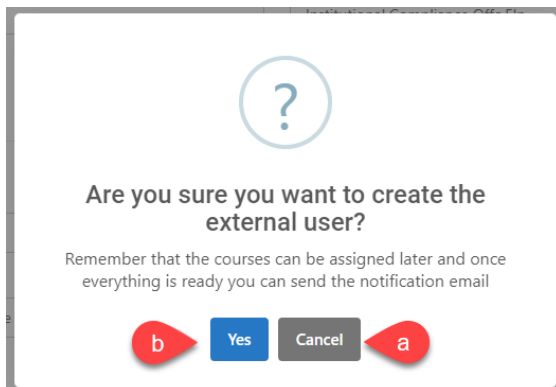 ?
Are you sure you want to create the
external user?
Remember that the courses can be assigned later and once
everything is ready you can send the notification email
b Yes Cancel a